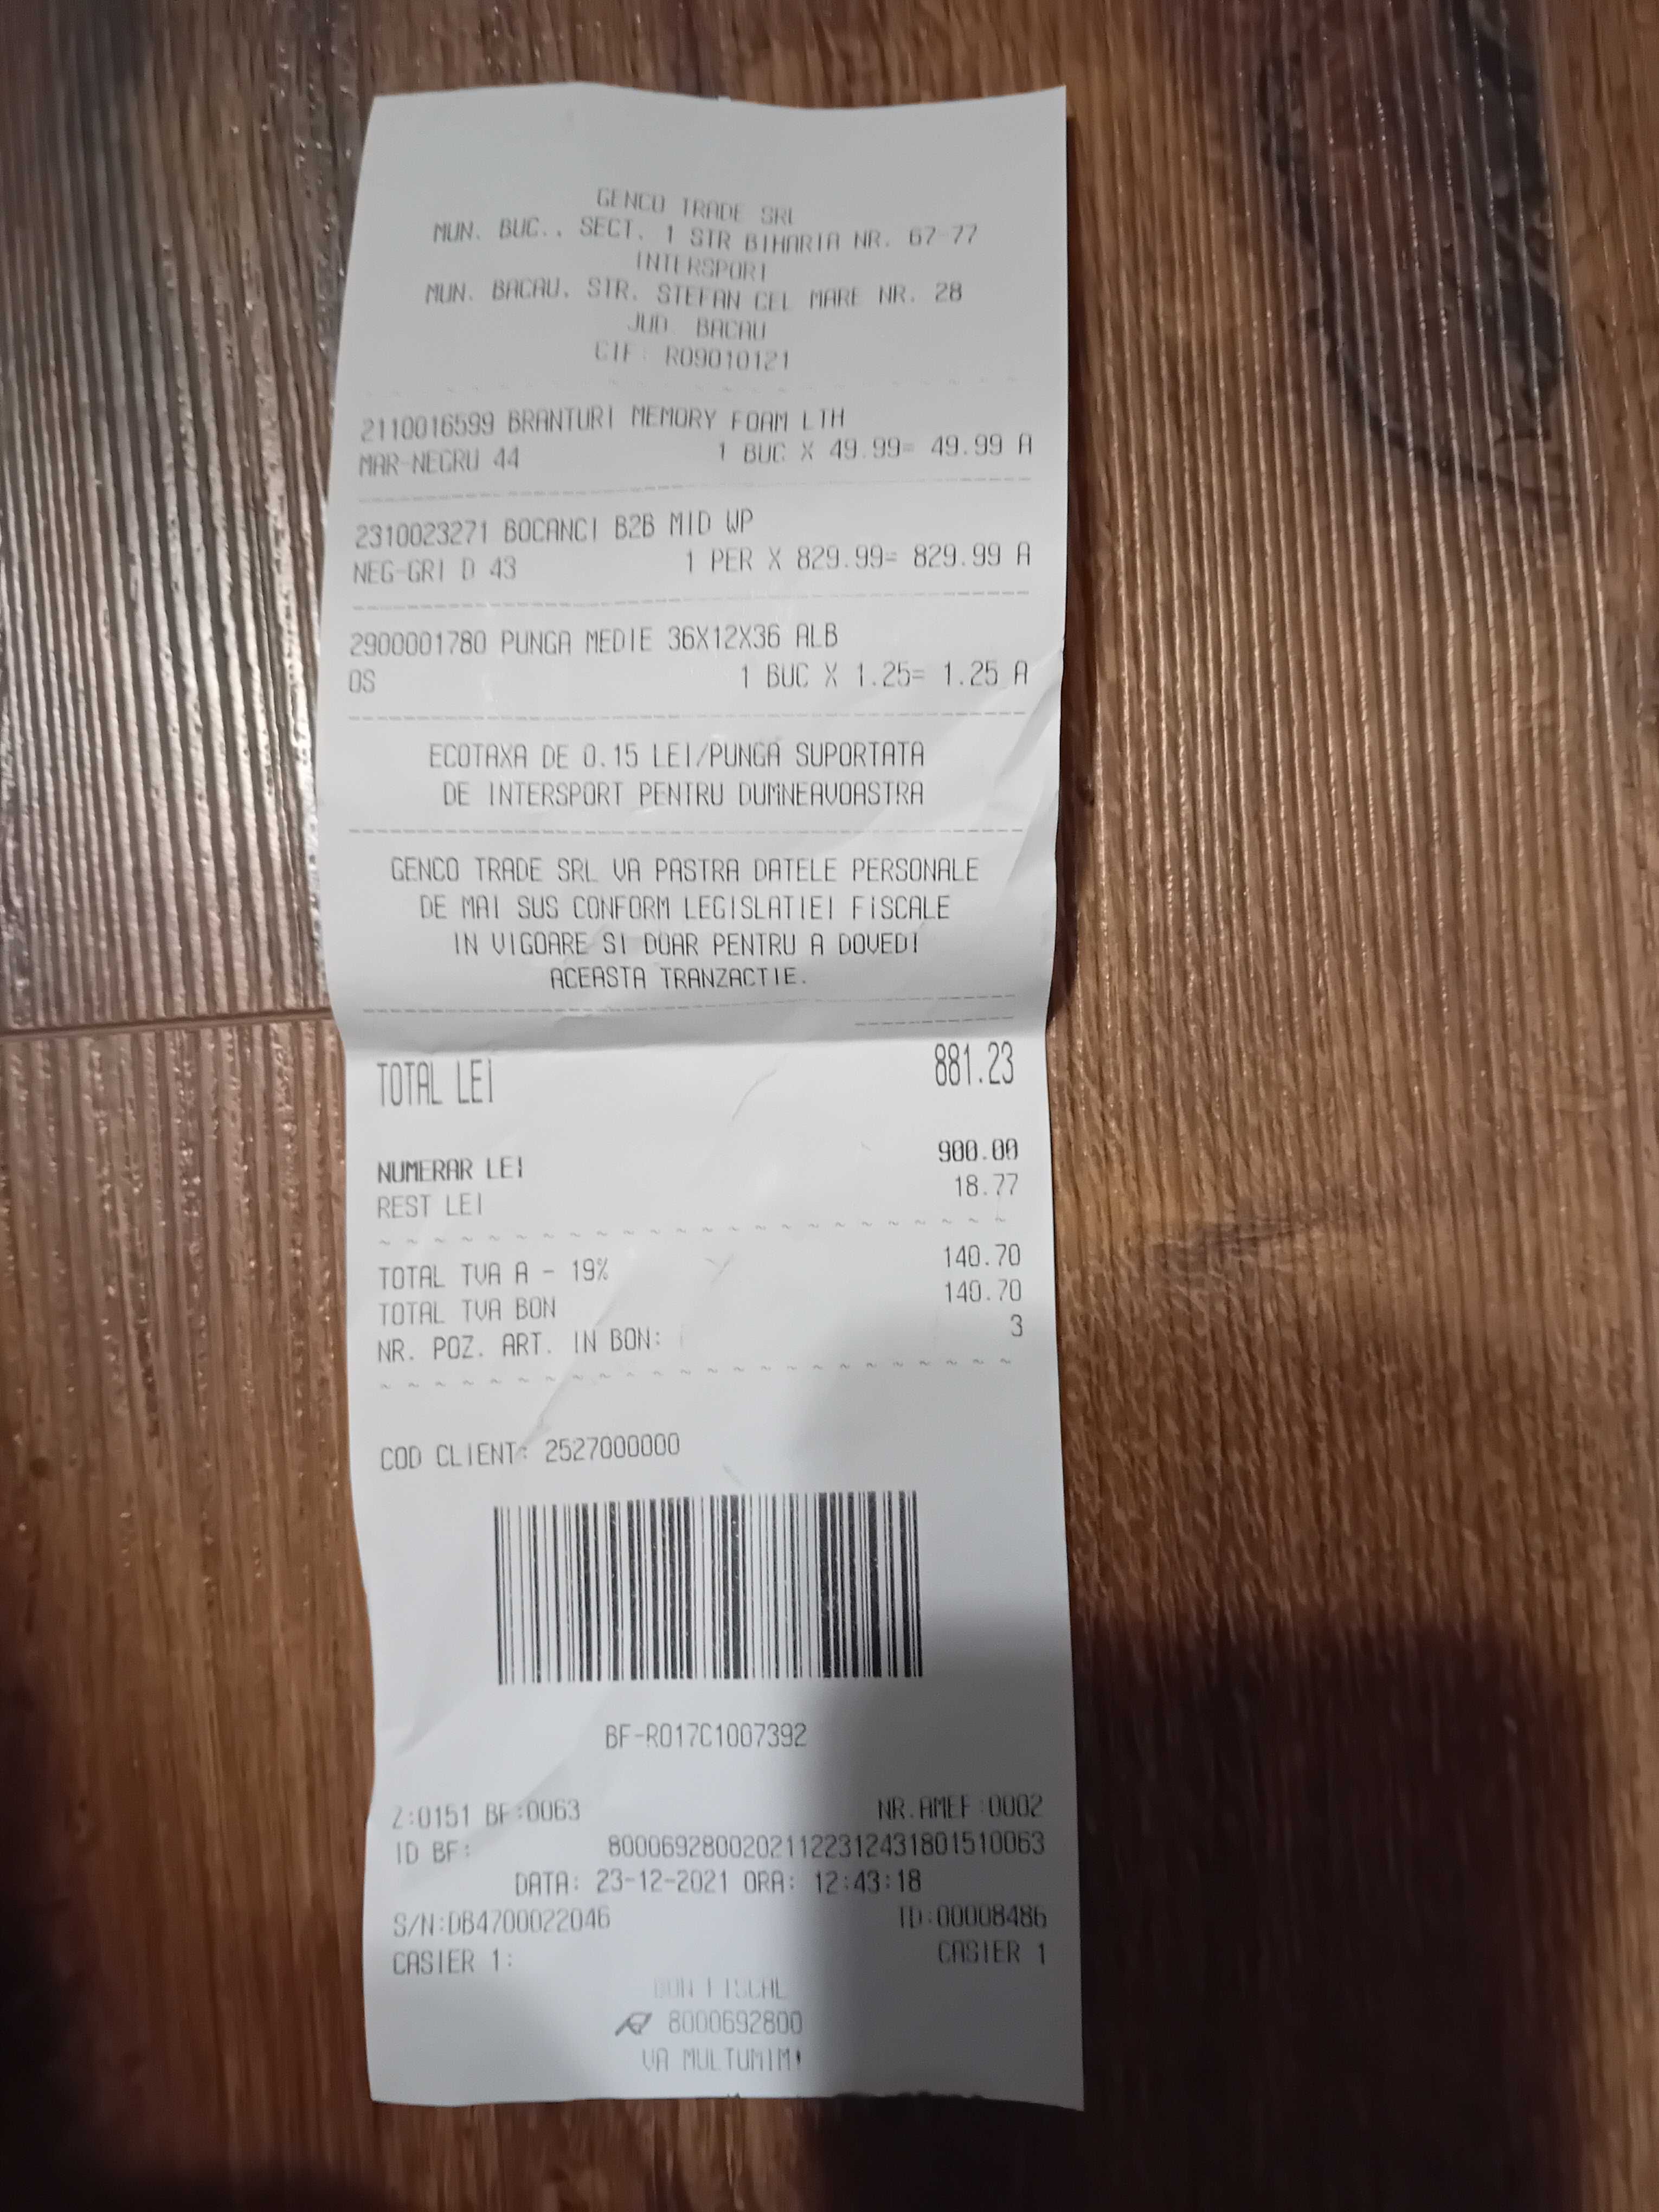 GENCO TRADE SRL
MUN. BUC., SECT. 1 STR BIHARIA NR. 67-77
INTERSPORT
MUN. BACAU, STR. STEFAN CEL MARE NR. 28
JUD. BACAU
CIF: RO9010121
2110016599 BRANTURI MEMORY FOAM LTH
MAR-NEGRU 44 1 BUC X 49.99= 49.99 A
2310023271 BOCANCI B2B MID WP
NEG-GRI D 43 1 PER X 829.99= 829.99 A
2900001780 PUNGA MEDIE 36X12X36 ALB
OS 1 BUC X 1.25= 1.25 A
ECOTAXA DE 0.15 LEI/PUNGA SUPORTATA
DE INTERSPORT PENTRU DUMNEAVOASTRA
GENCO TRADE SRL VA PASTRA DATELE PERSONALE
DE MAI SUS CONFORM LEGISLATIEI FISCALE
IN VIGOARE SI DOAR PENTRU A DOVEDI
ACEASTA TRANZACTIE.
TOTAL LEI 881.23
NUMERAR LEI 900.00
REST LEI 18.77
TOTAL TVA A - 19% 140.70
TOTAL TVA BON 140.70
NR. POZ. ART. IN BON: 3
COD CLIENT: 2527000000
BF-RO17C1007392
Z:0151 BF:0063 NR.AMEF:0002
ID BF: 80006928002021122312431801510063
DATA: 23-12-2021 ORA: 12:43:18
S/N:DB4700022046 TD:00008486
CASIER 1: CASIER 1
BON FISCAL
8000692800
VA MULTUMIM!